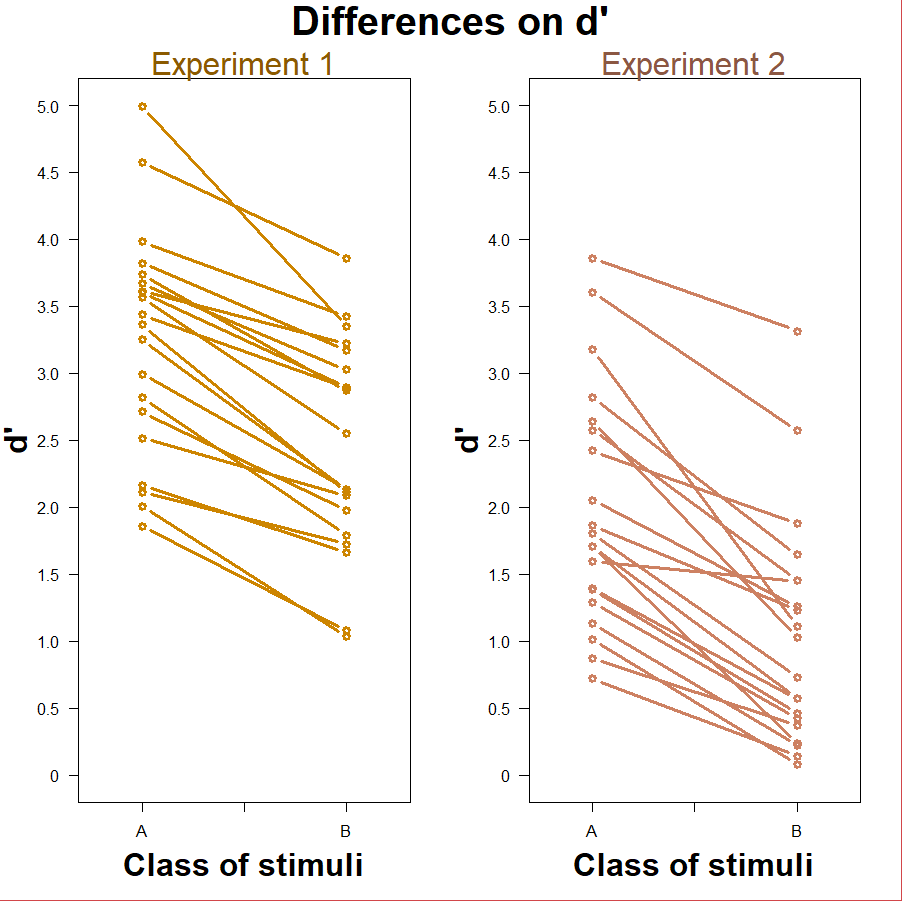 Differences on d'
Experiment 1
5.0
4.5
4.0
3.5
3.0
2.5
2.0
1.5
1.0
0.5
0
d'
A
B
Class of stimuli
Experiment 2
5.0
4.5
4.0
3.5
3.0
2.5
2.0
1.5
1.0
0.5
0
d'
A
B
Class of stimuli